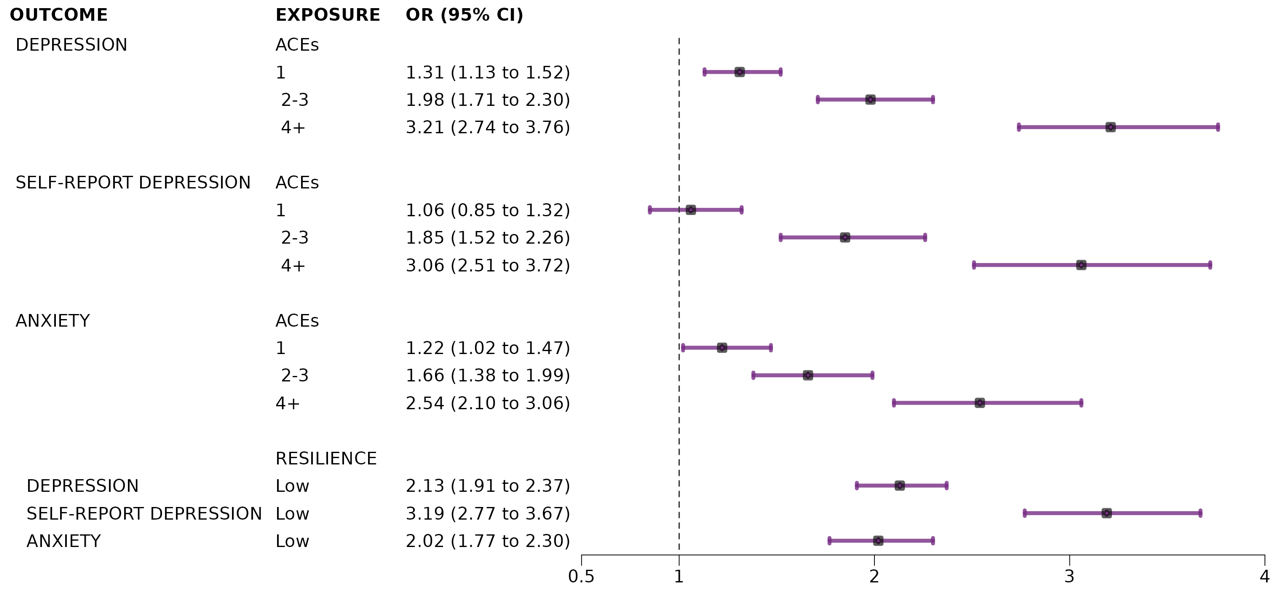 OUTCOME EXPOSURE OR (95% CI)
DEPRESSION ACEs
1 1.31 (1.13 to 1.52)
2-3 1.98 (1.71 to 2.30)
4+ 3.21 (2.74 to 3.76)
SELF-REPORT DEPRESSION ACEs
1 1.06 (0.85 to 1.32)
2-3 1.85 (1.52 to 2.26)
4+ 3.06 (2.51 to 3.72)
ANXIETY ACEs
1 1.22 (1.02 to 1.47)
2-3 1.66 (1.38 to 1.99)
4+ 2.54 (2.10 to 3.06)
RESILIENCE
DEPRESSION Low 2.13 (1.91 to 2.37)
SELF-REPORT DEPRESSION Low 3.19 (2.77 to 3.67)
ANXIETY Low 2.02 (1.77 to 2.30)
0.5 1 2 3 4